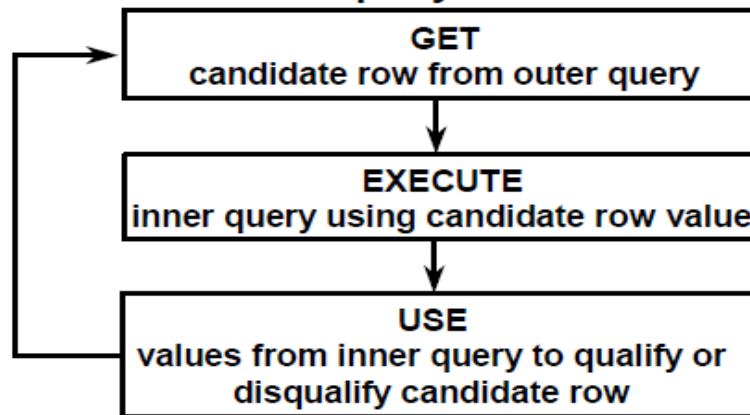 GET
candidate row from outer query
EXECUTE
inner query using candidate row value
USE
values from inner query to qualify or
disqualify candidate row